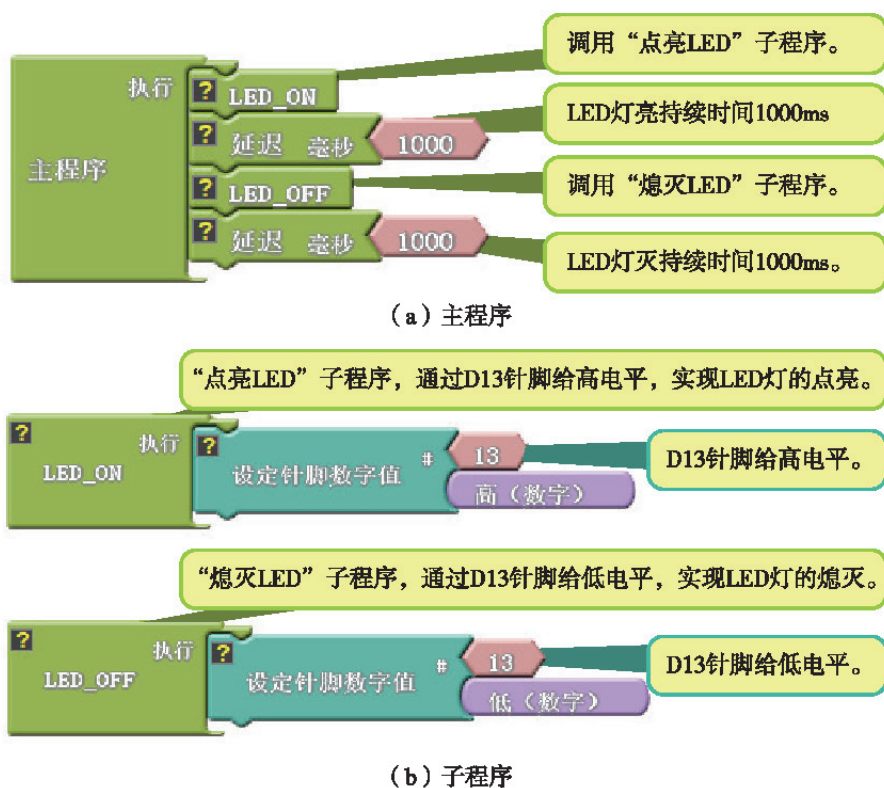 调用“点亮LED”子程序。
执行
LED_ON
LED灯亮持续时间1000ms
延迟 毫秒 1000
主程序
LED_OFF
调用“熄灭LED”子程序。
延迟 毫秒 1000
LED灯灭持续时间1000ms。
（a）主程序
“点亮LED”子程序，通过D13针脚给高电平，实现LED灯的点亮。
执行
LED_ON
设定针脚数字值 # 13
高（数字）
D13针脚给高电平。
“熄灭LED”子程序，通过D13针脚给低电平，实现LED灯的熄灭。
执行
LED_OFF
设定针脚数字值 # 13
低（数字）
D13针脚给低电平。
（b）子程序